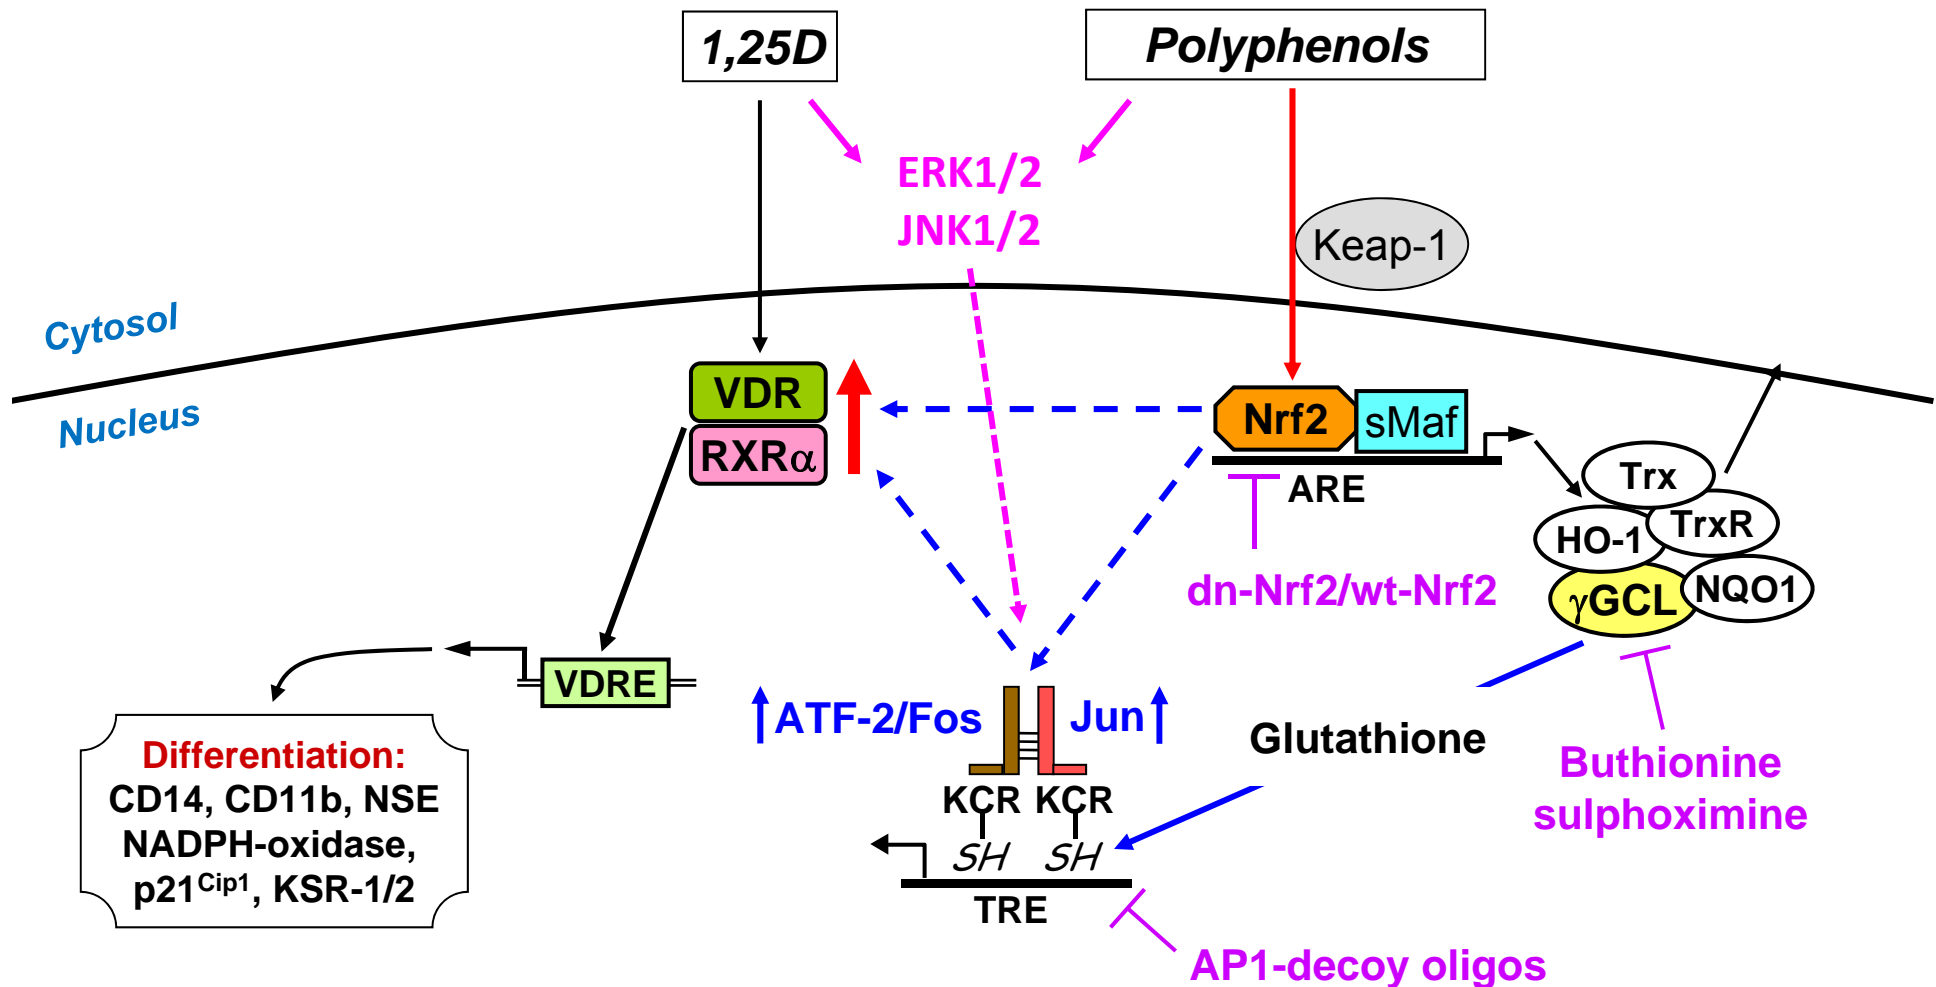 1,25D
Polyphenols
ERK1/2
JNK1/2
Keap-1
Cytosol
Nucleus
VDR
RXRα
Nrf2
sMaf
ARE
Trx
TrxR
HO-1
γGCL
NQO1
dn-Nrf2/wt-Nrf2
VDRE
ATF-2/Fos
Jun
Glutathione
Buthionine
sulphoximine
Differentiation:
CD14, CD11b, NSE
NADPH-oxidase,
p21Cip1, KSR-1/2
KCR KCR
SH SH
TRE
AP1-decoy oligos